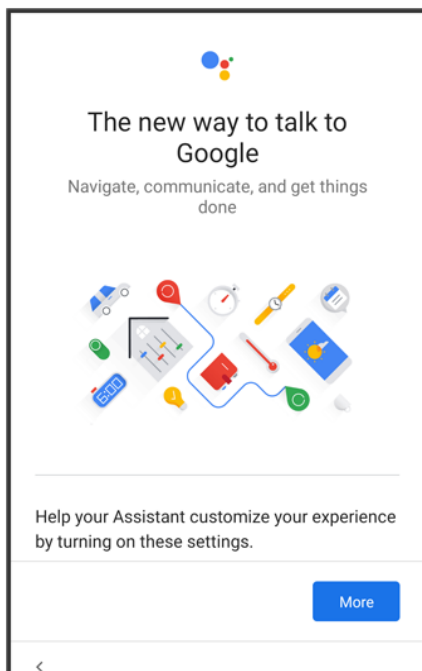 The new way to talk to
Google
Navigate, communicate, and get things
done
6:00
Help your Assistant customize your experience
by turning on these settings.
More